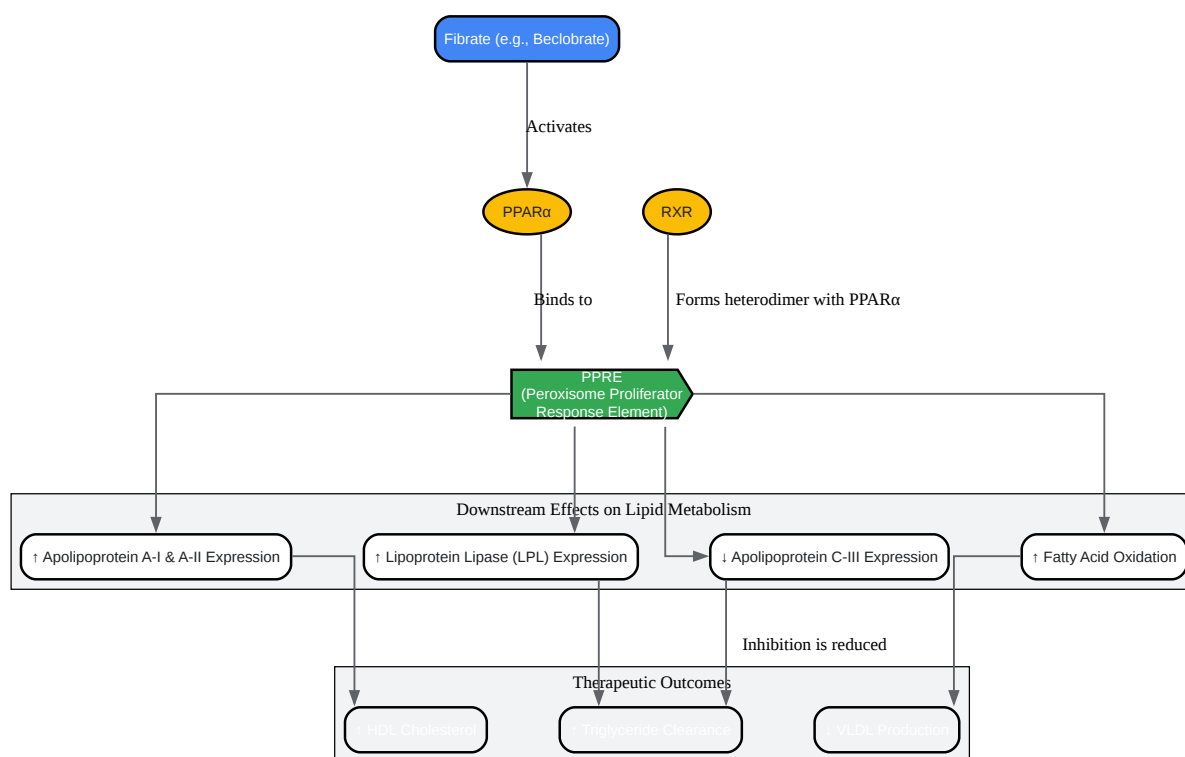 Fibrate (e.g., Beclobrate)
Activates
PPARα
RXR
Binds to
Forms heterodimer with PPARα
PPRE
(Peroxisome Proliferator
Response Element)
Downstream Effects on Lipid Metabolism
↑ Apolipoprotein A-I & A-II Expression
↑ Lipoprotein Lipase (LPL) Expression
↓ Apolipoprotein C-III Expression
↑ Fatty Acid Oxidation
Inhibition is reduced
Therapeutic Outcomes
HDL Cholesterol
Triglyceride Clearance
VLDL Production